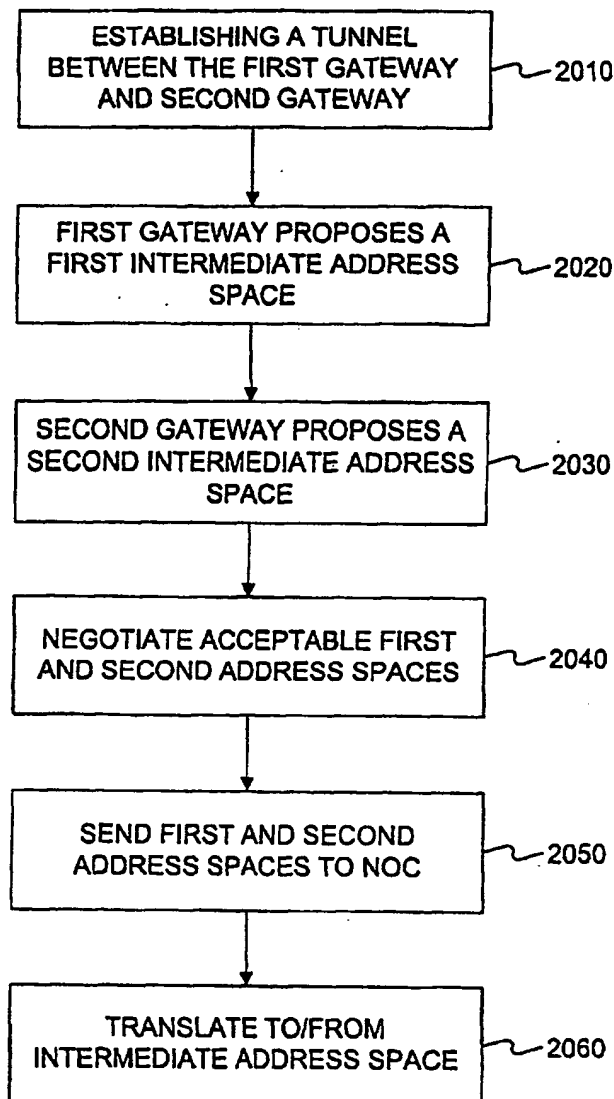 ESTABLISHING A TUNNEL
BETWEEN THE FIRST GATEWAY
AND SECOND GATEWAY
2010
FIRST GATEWAY PROPOSES A
FIRST INTERMEDIATE ADDRESS
SPACE
2020
SECOND GATEWAY PROPOSES A
SECOND INTERMEDIATE ADDRESS
SPACE
2030
NEGOTIATE ACCEPTABLE FIRST
AND SECOND ADDRESS SPACES
2040
SEND FIRST AND SECOND
ADDRESS SPACES TO NOC
2050
TRANSLATE TO/FROM
INTERMEDIATE ADDRESS SPACE
2060